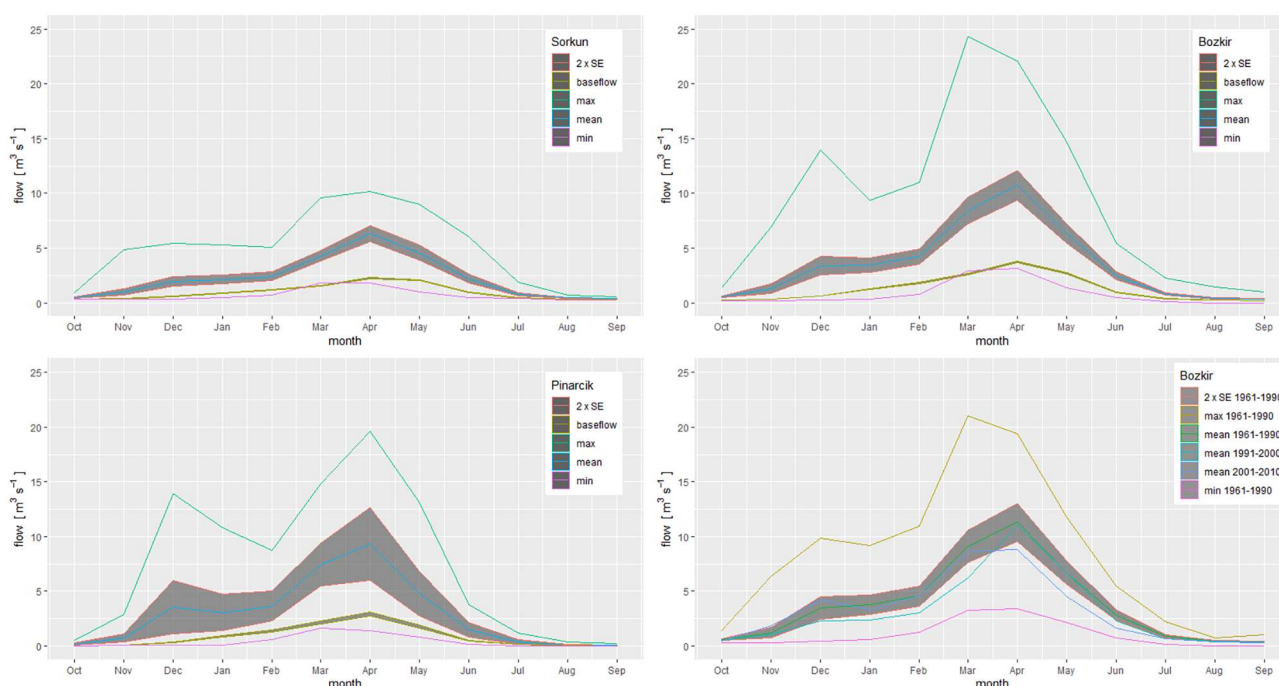 Sorkun
2 x SE
baseflow
max
mean
min
25
20
15
10
5
0
flow [ m³ s⁻¹ ]
Oct Nov Dec Jan Feb Mar Apr May Jun Jul Aug Sep
month
Bozkir
2 x SE
baseflow
max
mean
min
25
20
15
10
5
0
flow [ m³ s⁻¹ ]
Oct Nov Dec Jan Feb Mar Apr May Jun Jul Aug Sep
month
Pinarcik
2 x SE
baseflow
max
mean
min
25
20
15
10
5
0
flow [ m³ s⁻¹ ]
Oct Nov Dec Jan Feb Mar Apr May Jun Jul Aug Sep
month
Bozkir
2 x SE 1961-1990
max 1961-1990
mean 1961-1990
mean 1991-2000
mean 2001-2010
min 1961-1990
25
20
15
10
5
0
flow [ m³ s⁻¹ ]
Oct Nov Dec Jan Feb Mar Apr May Jun Jul Aug Sep
month